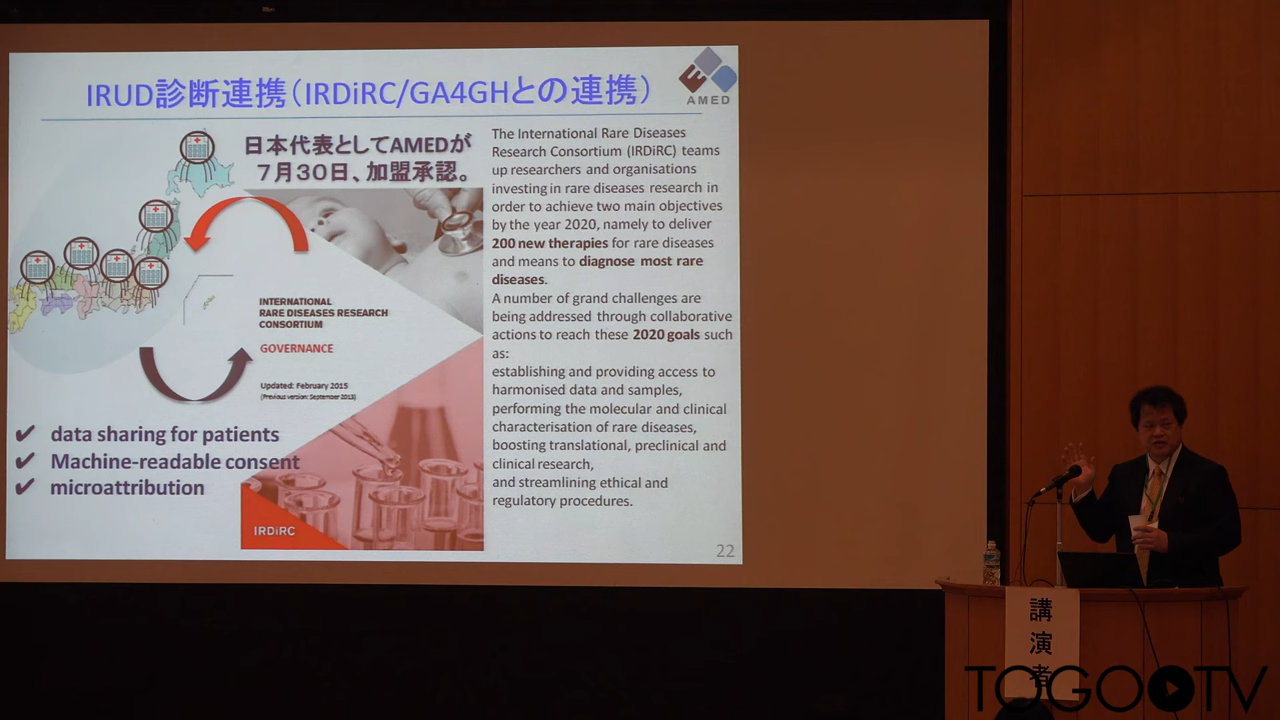 IRUD診断連携（IRDiRC/GA4GHとの連携）
AMED
日本代表としてAMEDが
7月30日、加盟承認。
INTERNATIONAL
RARE DISEASES RESEARCH
CONSORTIUM
GOVERNANCE
Updated: February 2015
(Previous version: September 2013)
✔ data sharing for patients
✔ Machine-readable consent
✔ microattribution
IRDiRC
The International Rare Diseases
Research Consortium (IRDiRC) teams
up researchers and organisations
investing in rare diseases research in
order to achieve two main objectives
by the year 2020, namely to deliver
200 new therapies for rare diseases
and means to diagnose most rare
diseases.
A number of grand challenges are
being addressed through collaborative
actions to reach these 2020 goals such
as:
establishing and providing access to
harmonised data and samples,
performing the molecular and clinical
characterisation of rare diseases,
boosting translational, preclinical and
clinical research,
and streamlining ethical and
regulatory procedures.
22
講演者
TOGOTV